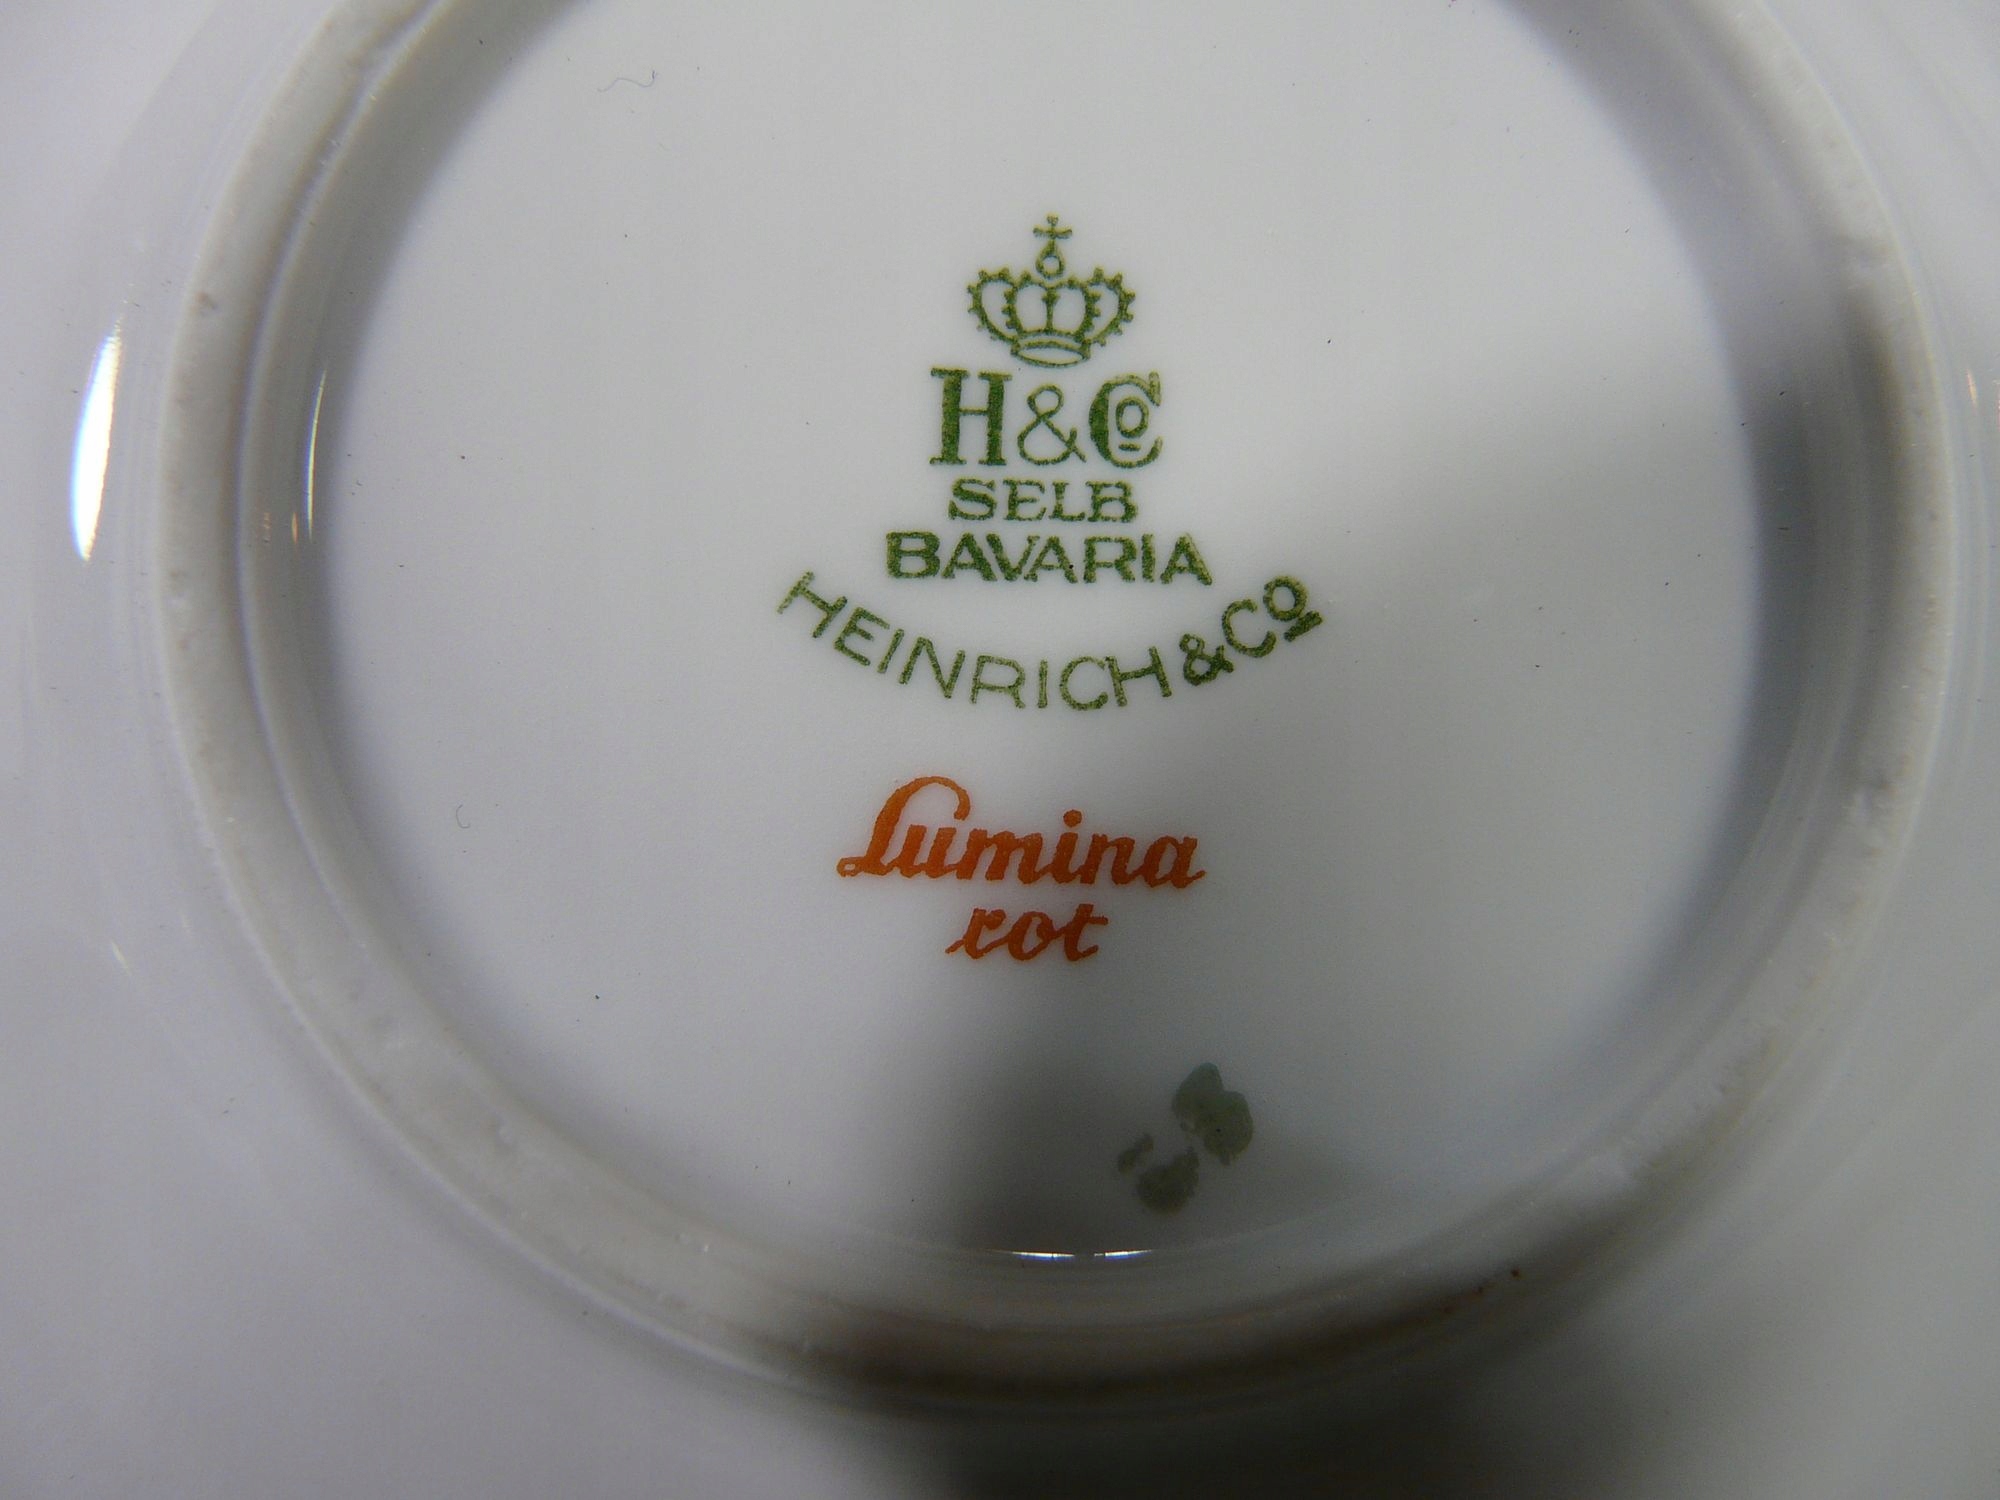 H & Co
SELB
BAVARIA
HEINRICH & Co
Lumina
rot